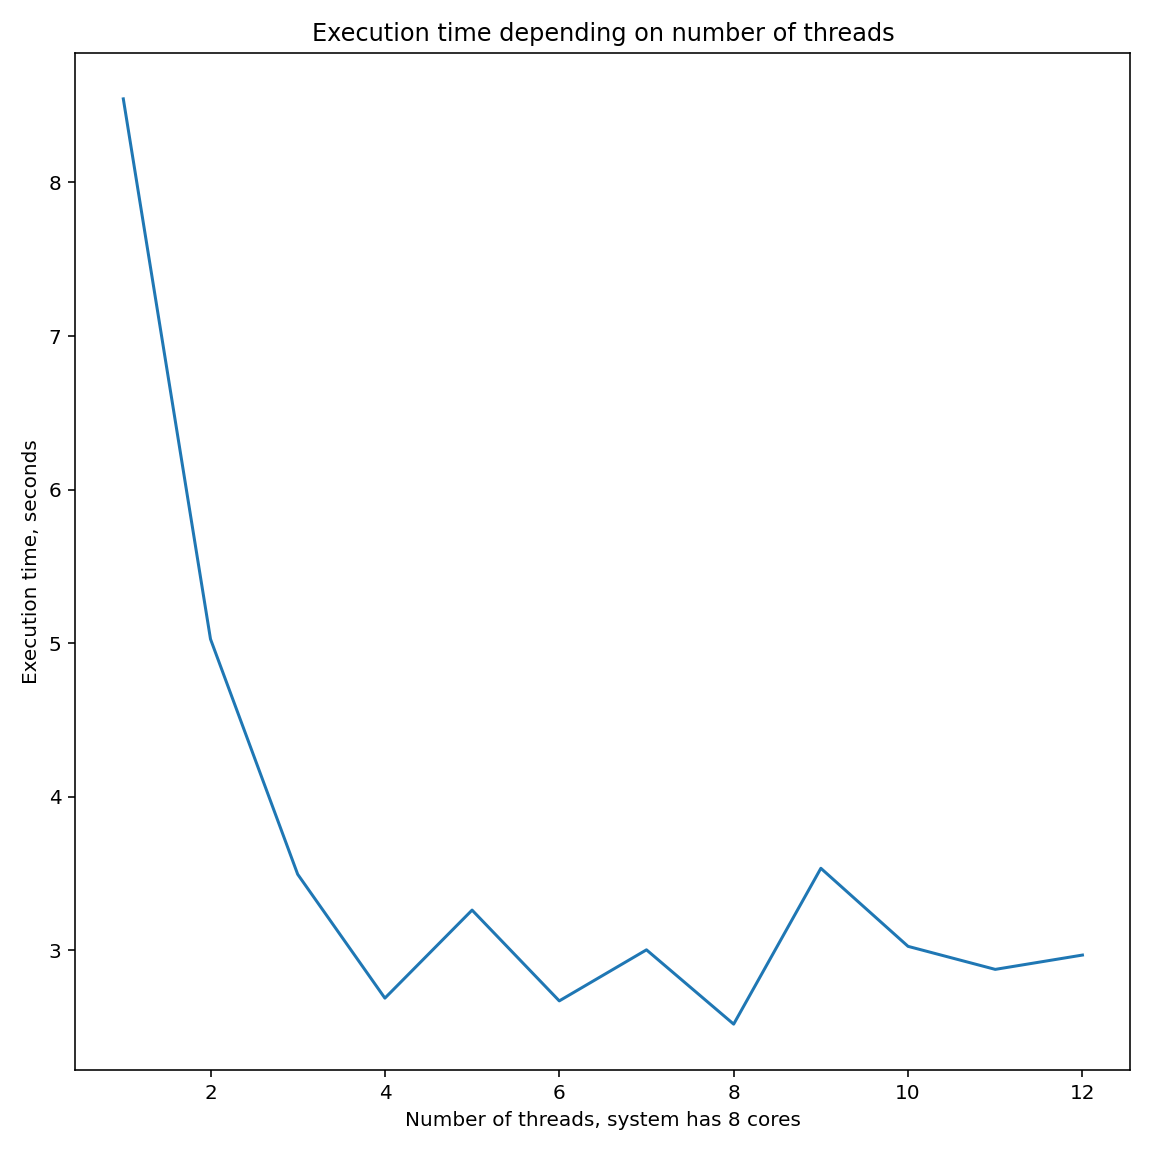 Execution time depending on number of threads
8
7
6
5
4
3
Execution time, seconds
2 4 6 8 10 12
Number of threads, system has 8 cores